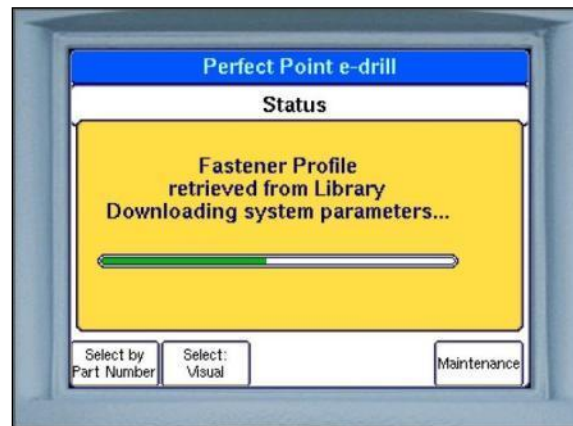 Perfect Point e-drill
Status
Fastener Profile
retrieved from Library
Downloading system parameters...
Select by
Part Number
Select:
Visual
Maintenance